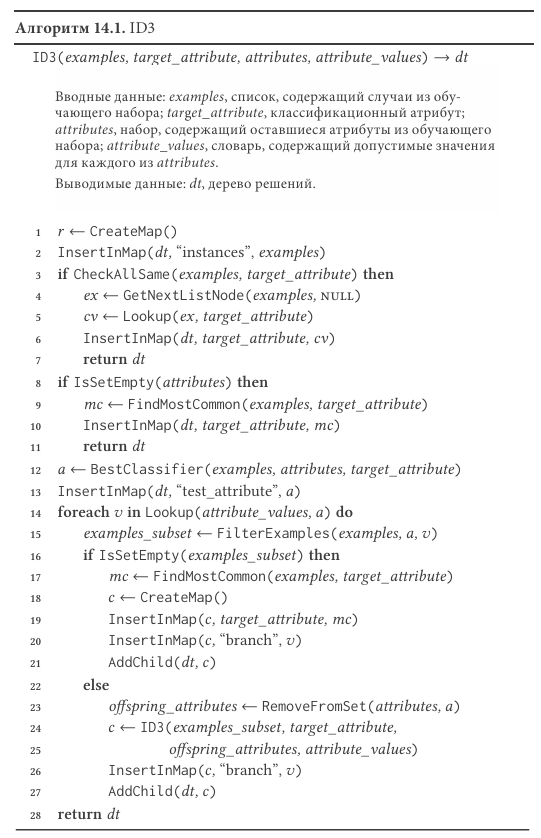 Алгоритм 14.1. ID3
ID3(examples, target_attribute, attributes, attribute_values) → dt
Вводные данные: examples, список, содержащий случаи из обу-
чающего набора; target_attribute, классификационный атрибут;
attributes, набор, содержащий оставшиеся атрибуты из обучающего
набора; attribute_values, словарь, содержащий допустимые значения
для каждого из attributes.
Выводимые данные: dt, дерево решений.
1 r ← CreateMap()
2 InsertInMap(dt, “instances”, examples)
3 if CheckAllSame(examples, target_attribute) then
4 ex ← GetNextListNode(examples, NULL)
5 cv ← Lookup(ex, target_attribute)
6 InsertInMap(dt, target_attribute, cv)
7 return dt
8 if IsSetEmpty(attributes) then
9 mc ← FindMostCommon(examples, target_attribute)
10 InsertInMap(dt, target_attribute, mc)
11 return dt
12 a ← BestClassifier(examples, attributes, target_attribute)
13 InsertInMap(dt, “test_attribute”, a)
14 foreach v in Lookup(attribute_values, a) do
15 examples_subset ← FilterExamples(examples, a, v)
16 if IsSetEmpty(examples_subset) then
17 mc ← FindMostCommon(examples, target_attribute)
18 c ← CreateMap()
19 InsertInMap(c, target_attribute, mc)
20 InsertInMap(c, “branch”, v)
21 AddChild(dt, c)
22 else
23 offspring_attributes ← RemoveFromSet(attributes, a)
24 c ← ID3(examples_subset, target_attribute,
25 offspring_attributes, attribute_values)
26 InsertInMap(c, “branch”, v)
27 AddChild(dt, c)
28 return dt